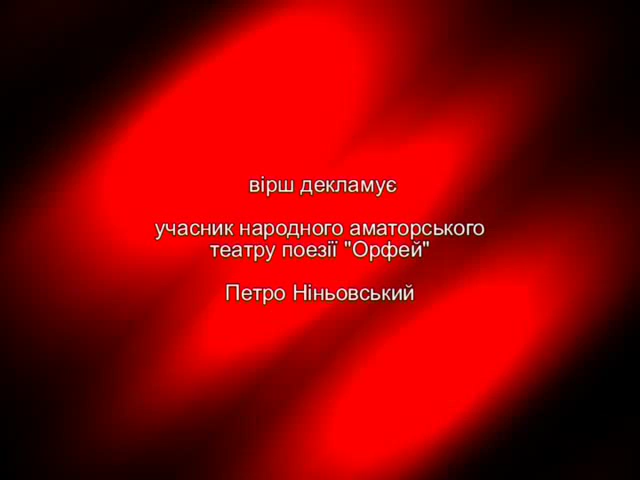 вірш декламує
учасник народного аматорського
театру поезії "Орфей"
Петро Ніньовський